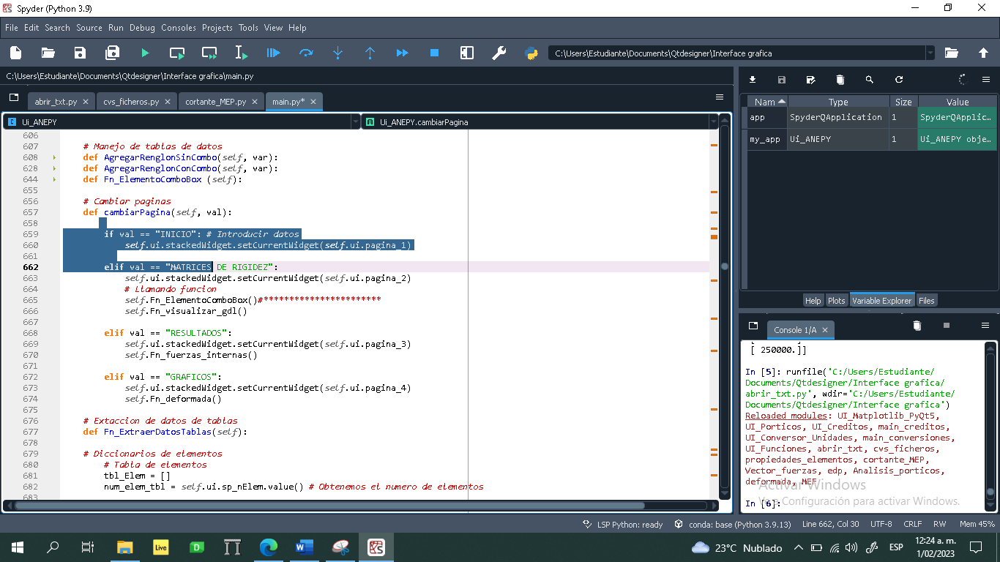 Spyder (Python 3.9)
File Edit Search Source Run Debug Consoles Projects Tools View Help
C:\Users\Estudiante\Documents\Qtdesigner\Interface grafica
C:\Users\Estudiante\Documents\Qtdesigner\Interface grafica\main.py
abrir_txt.py cvs_ficheros.py cortante_MEP.py main.py*
Ui_ANEPY Ui_ANEPY.cambiarPagina
606
607 # Manejo de tablas de datos
608 def AgregarRenglonSinCombo(self, var):
628 def AgregarRenglonConCombo(self, var):
644 def Fn_ElementoComboBox (self):
655
656 # Cambiar paginas
657 def cambiarPagina(self, val):
658
659 if val == "INICIO": # Introducir datos
660 self.ui.stackedWidget.setCurrentWidget(self.ui.pagina_1)
661
662 elif val == "MATRICES DE RIGIDEZ":
663 self.ui.stackedWidget.setCurrentWidget(self.ui.pagina_2)
664 # Llamando funcion
665 self.Fn_ElementoComboBox()#***********************
666 self.Fn_visualizar_gdl()
667
668 elif val == "RESULTADOS":
669 self.ui.stackedWidget.setCurrentWidget(self.ui.pagina_3)
670 self.Fn_fuerzas_internas()
671
672 elif val == "GRAFICOS":
673 self.ui.stackedWidget.setCurrentWidget(self.ui.pagina_4)
674 self.Fn_deformada()
675
676 # Extaccion de datos de tablas
677 def Fn_ExtraerDatosTablas(self):
678
679 # Diccionarios de elementos
680 # Tabla de elementos
681 tbl_Elem = []
682 num_elem_tbl = self.ui.sp_nElem.value() # Obtenemos el numero de elementos
683
Nam Type Size Value
app SpyderQApplication 1 SpyderQApplic...
my_app Ui_ANEPY 1 Ui_ANEPY obje...
Help Plots Variable Explorer Files
Console 1/A
[ 250000.]]
In [5]: runfile('C:/Users/Estudiante/
Documents/Qtdesigner/Interface grafica/
abrir_txt.py', wdir='C:/Users/Estudiante/
Documents/Qtdesigner/Interface grafica')
Reloaded modules: UI_Matplotlib_PyQt5,
UI_Porticos, UI_Creditos, main_creditos,
UI_Conversor_Unidades, main_conversiones,
UI_Funciones, abrir_txt, cvs_ficheros,
propiedades_elementos, cortante_MEP,
Vector_fuerzas, edp, Analisis_porticos,
deformada, MEF
In [6]:
Activar Windows
Ve a Configuración para activar Windows.
LSP Python: ready conda: base (Python 3.9.13) Line 662, Col 30 UTF-8 CRLF RW Mem 45%
Live D W 23°C Nublado ESP 12:24 a. m.
1/02/2023